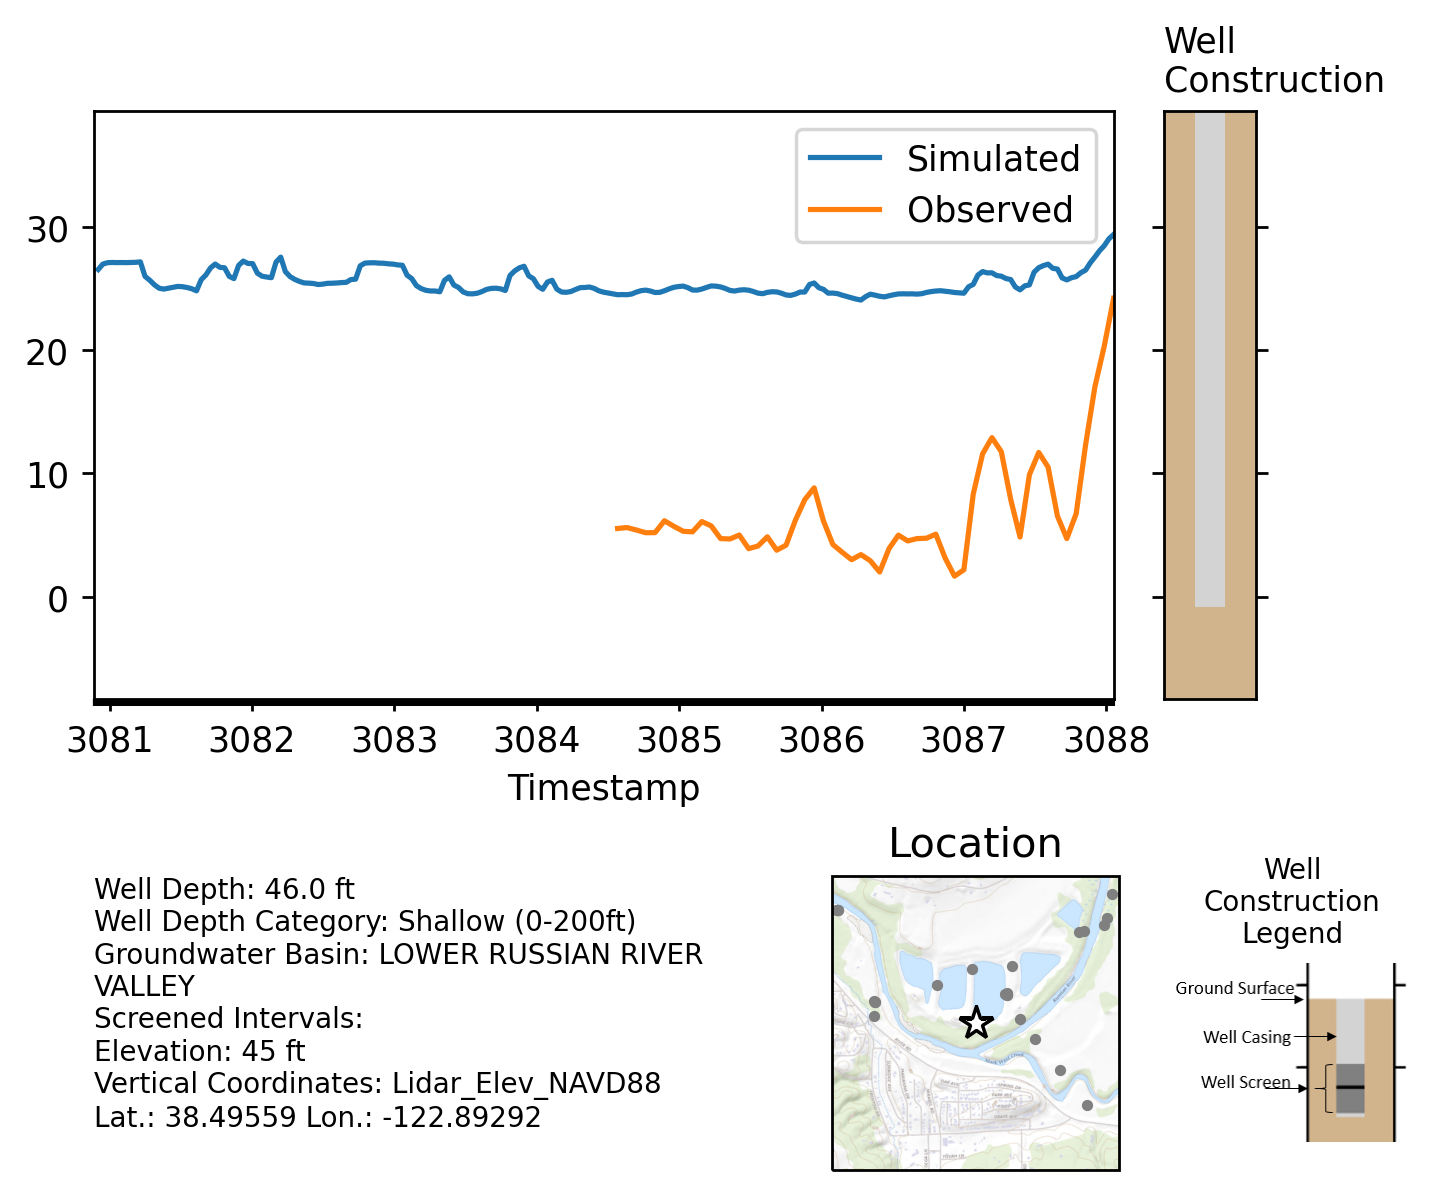 Well
Construction
Simulated
Observed
30
20
10
0
3081 3082 3083 3084 3085 3086 3087 3088
Timestamp
Location
Well
Construction
Legend
Ground Surface
Well Casing
Well Screen
Well Depth: 46.0 ft
Well Depth Category: Shallow (0-200ft)
Groundwater Basin: LOWER RUSSIAN RIVER
VALLEY
Screened Intervals:
Elevation: 45 ft
Vertical Coordinates: Lidar_Elev_NAVD88
Lat.: 38.49559 Lon.: -122.89292